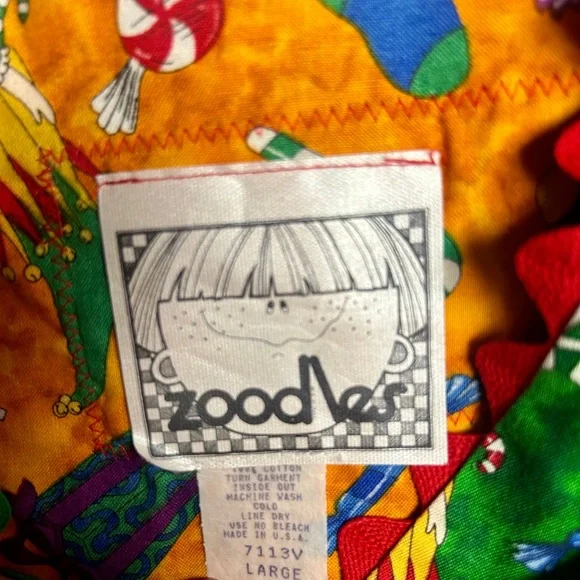 zoodles
100% COTTON
TURN GARMENT
INSIDE OUT
MACHINE WASH
COLD
LINE DRY
USE NO BLEACH
MADE IN U.S.A.
7113V
LARGE